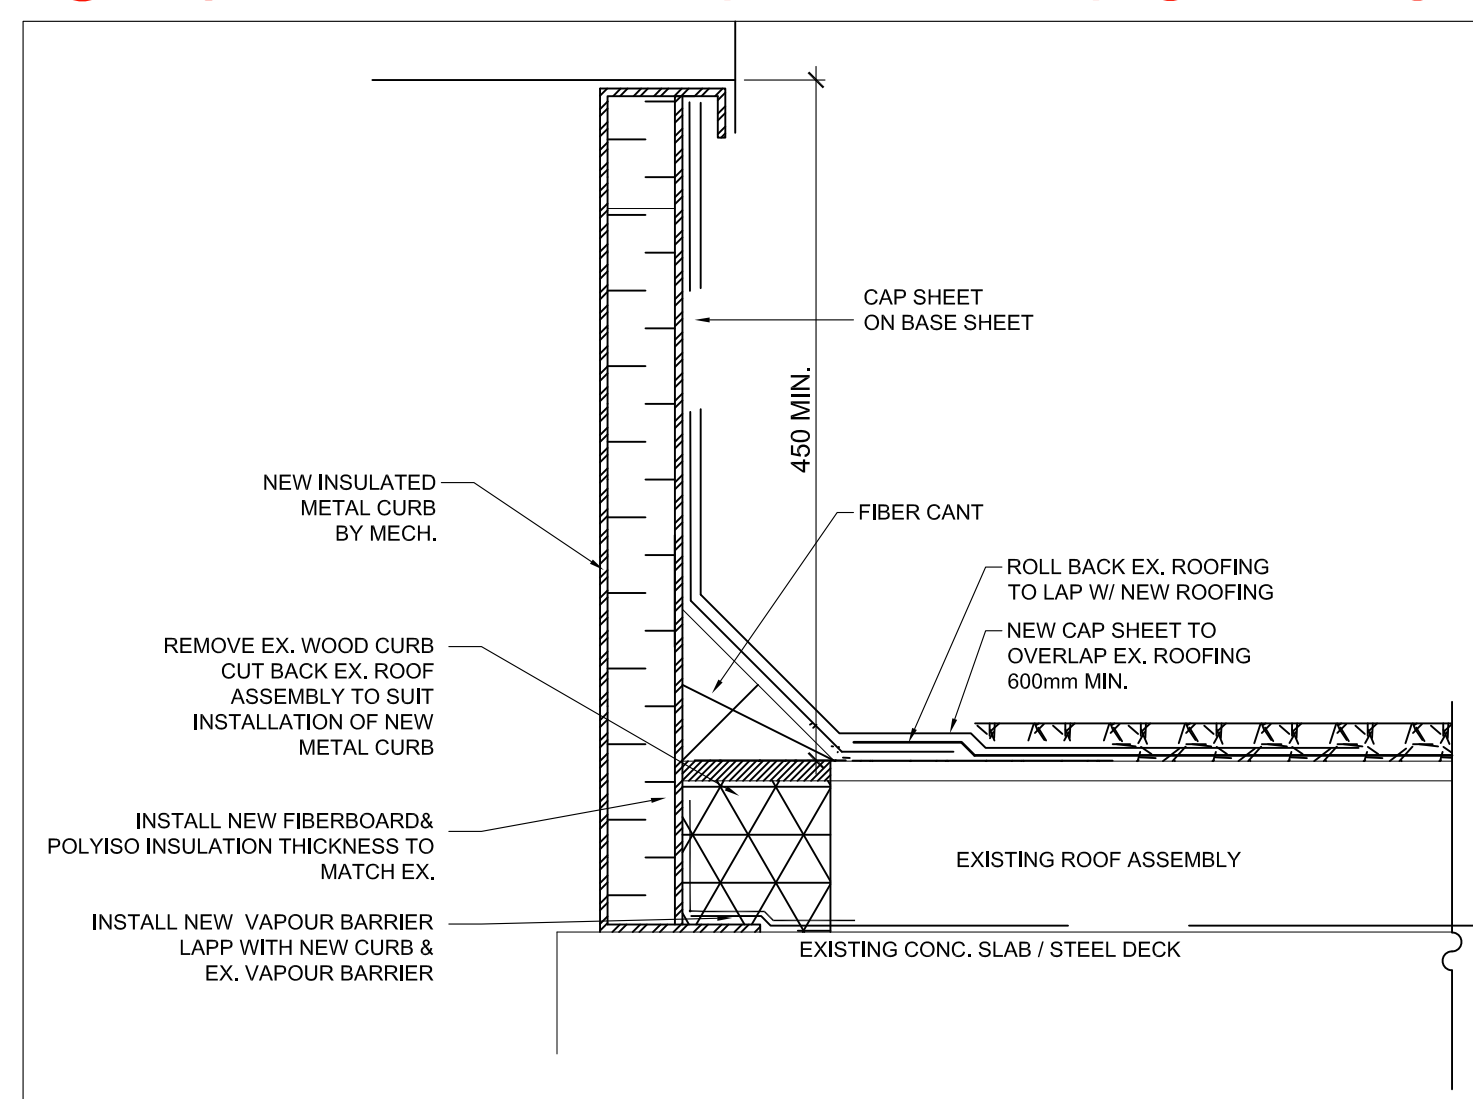 CAP SHEET
ON BASE SHEET
450 MIN.
NEW INSULATED
METAL CURB
BY MECH.
FIBER CANT
ROLL BACK EX. ROOFING
TO LAP W/ NEW ROOFING
NEW CAP SHEET TO
OVERLAP EX. ROOFING
600mm MIN.
REMOVE EX. WOOD CURB
CUT BACK EX. ROOF
ASSEMBLY TO SUIT
INSTALLATION OF NEW
METAL CURB
INSTALL NEW FIBERBOARD&
POLYISO INSULATION THICKNESS TO
MATCH EX.
EXISTING ROOF ASSEMBLY
INSTALL NEW VAPOUR BARRIER
LAPP WITH NEW CURB &
EX. VAPOUR BARRIER
EXISTING CONC. SLAB / STEEL DECK